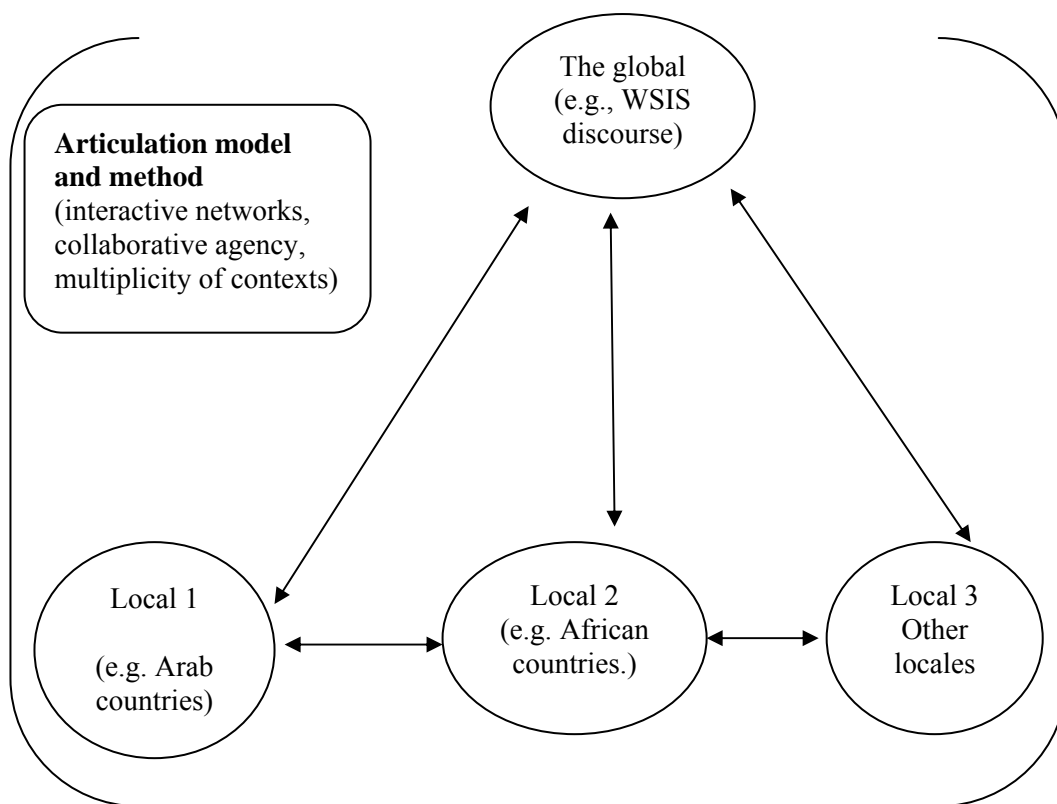 The global
(e.g., WSIS
discourse)
Articulation model
and method
(interactive networks,
collaborative agency,
multiplicity of contexts)
Local 1
(e.g. Arab
countries)
Local 2
(e.g. African
countries.)
Local 3
Other
locales